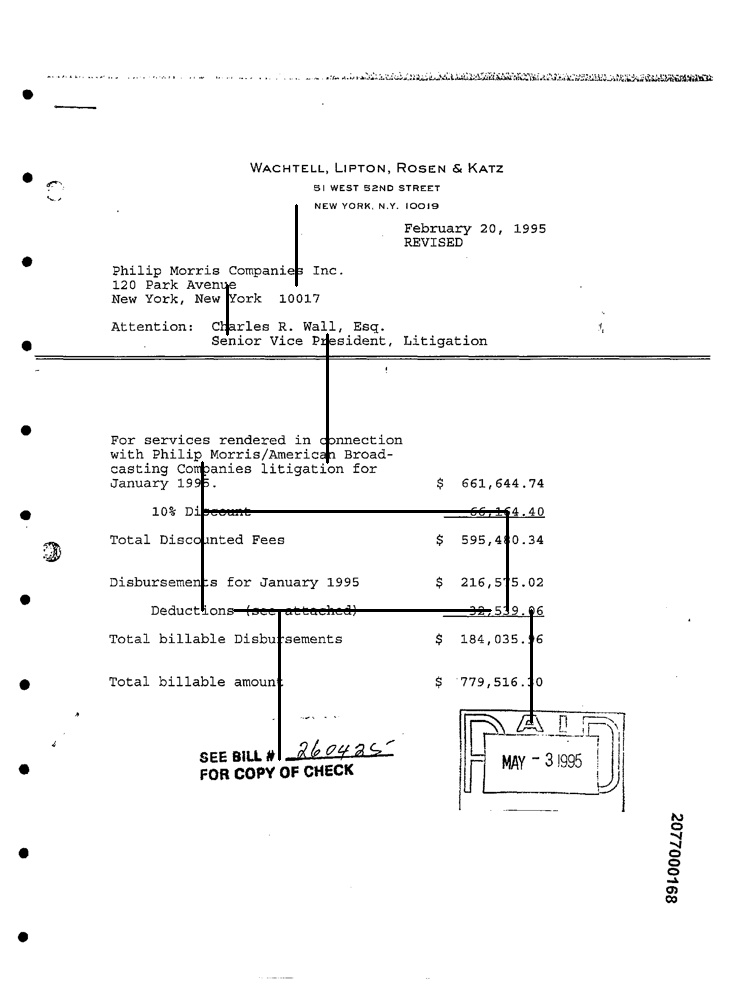 WACHTELL, LIPTON, ROSEN & KATZ
51 WEST 52ND STREET
NEW YORK, N.Y. 10019
February 20, 1995
REVISED
Philip Morris Companies Inc.
120 Park Avenue
New York, New York 10017
Attention: Charles R. Wall, Esq.
Senior Vice President, Litigation
For services rendered in connection
with Philip Morris/American Broad-
casting Companies litigation for
January 1995. $ 661,644.74
10% Discount 66,164.40
Total Discounted Fees $ 595,480.34
Disbursements for January 1995 $ 216,575.02
Deductions (see attached) 32,539.06
Total billable Disbursements $ 184,035.96
Total billable amount $ 779,516.30
PAID
MAY - 3 1995
SEE BILL # 260425
FOR COPY OF CHECK
2077000168